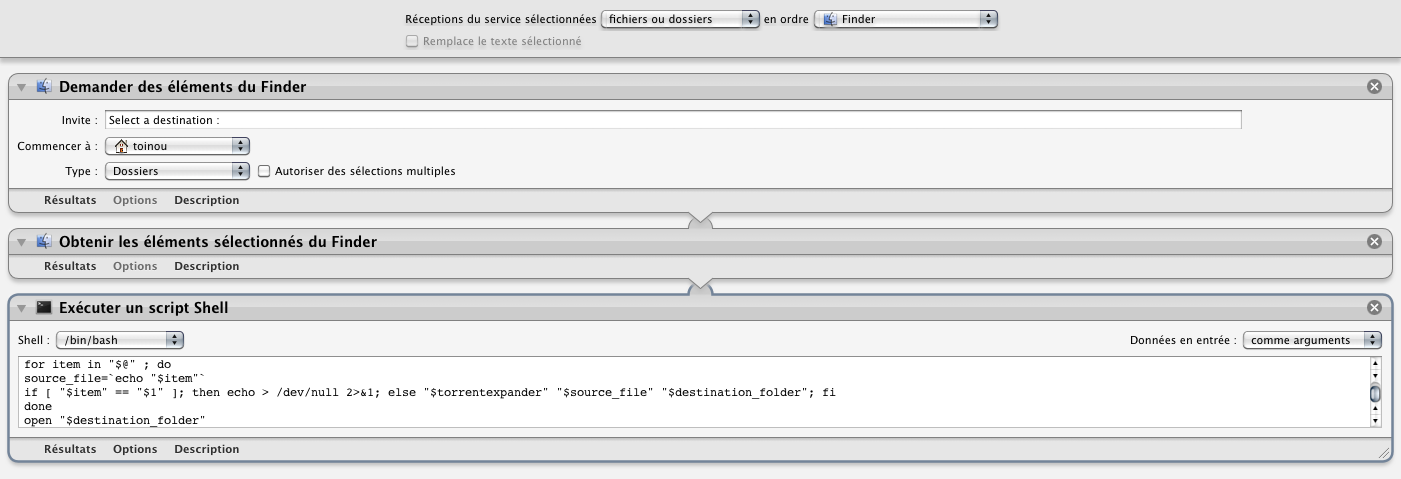 Réceptions du service sélectionnées fichiers ou dossiers en ordre Finder
Remplace le texte sélectionné
Demander des éléments du Finder
Invite : Select a destination :
Commencer à : toinou
Type : Dossiers Autoriser des sélections multiples
Résultats Options Description
Obtenir les éléments sélectionnés du Finder
Résultats Options Description
Exécuter un script Shell
Shell : /bin/bash Données en entrée : comme arguments
for item in "$@" ; do
source_file=`echo "$item"`
if [ "$item" == "$1" ]; then echo > /dev/null 2>&1; else "$torrentexpander" "$source_file" "$destination_folder"; fi
done
open "$destination_folder"
Résultats Options Description